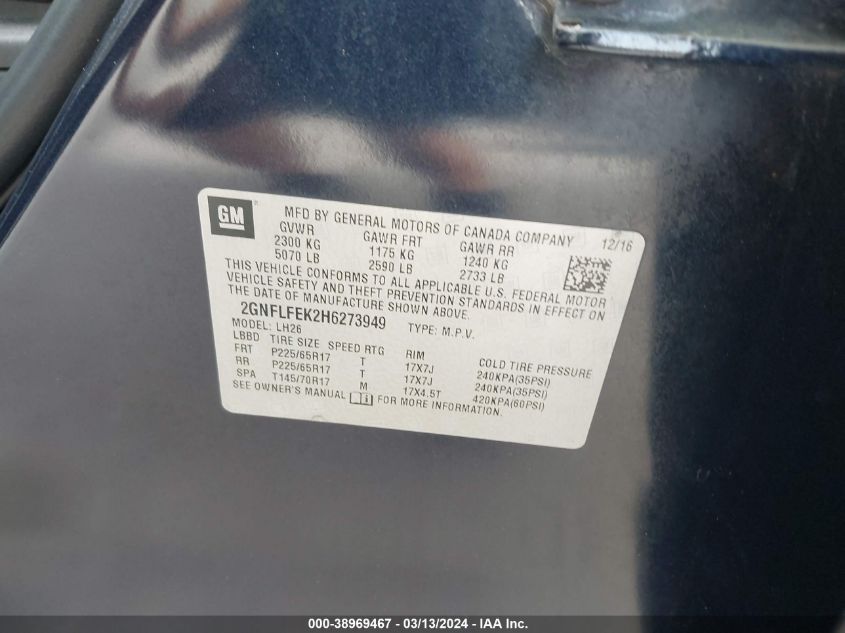 GM
MFD BY GENERAL MOTORS OF CANADA COMPANY 12/16
GVWR GAWR FRT GAWR RR
2300 KG 1175 KG 1240 KG
5070 LB 2590 LB 2733 LB
THIS VEHICLE CONFORMS TO ALL APPLICABLE U.S. FEDERAL MOTOR
VEHICLE SAFETY AND THEFT PREVENTION STANDARDS IN EFFECT ON
THE DATE OF MANUFACTURE SHOWN ABOVE.
2GNFLFEK2H6273949 TYPE: M.P.V.
MODEL: LH26
LBBD TIRE SIZE SPEED RTG RIM COLD TIRE PRESSURE
FRT P225/65R17 T 17X7J 240KPA(35PSI)
RR P225/65R17 T 17X7J 240KPA(35PSI)
SPA T145/70R17 M 17X4.5T 420KPA(60PSI)
SEE OWNER'S MANUAL FOR MORE INFORMATION.
000-38969467 - 03/13/2024 - IAA Inc.